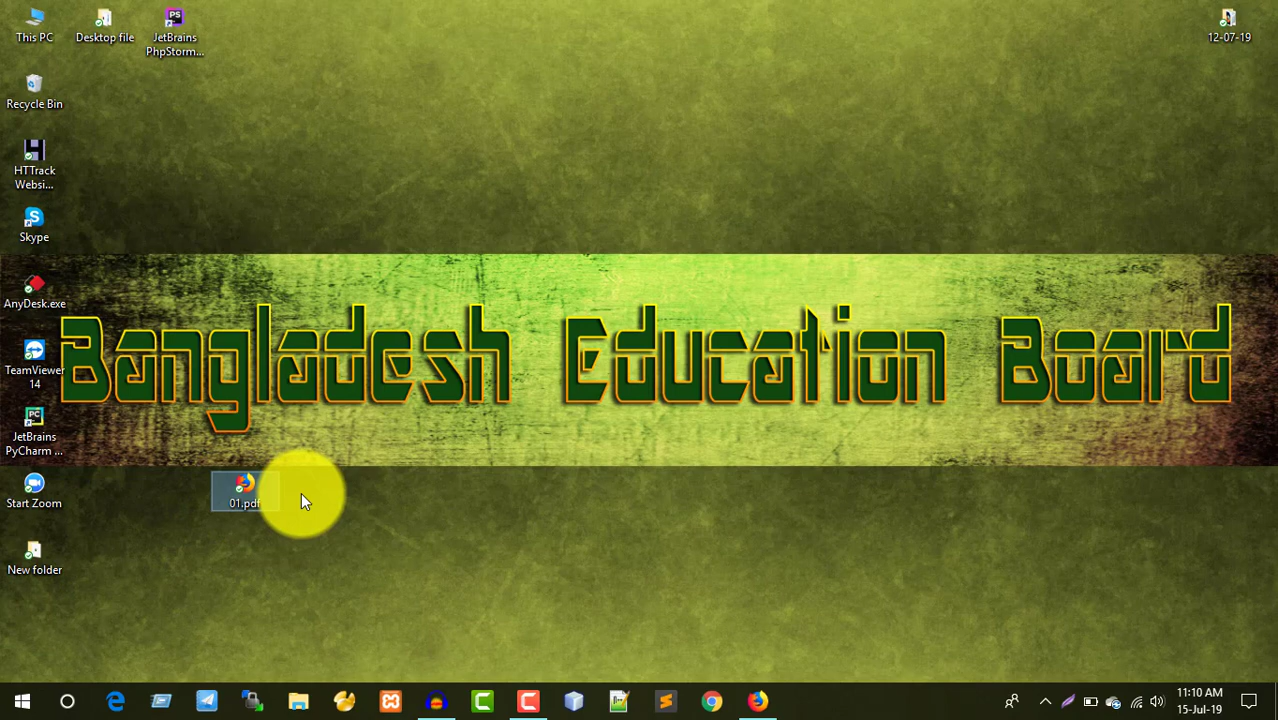 This PC
Desktop file
JetBrains
PhpStorm...
12-07-19
Recycle Bin
HTTrack
Websi...
Skype
AnyDesk.exe
TeamViewer
14
JetBrains
PyCharm ...
Start Zoom
New folder
Bangladesh Education Board
01.pdf
11:10 AM
15-Jul-19